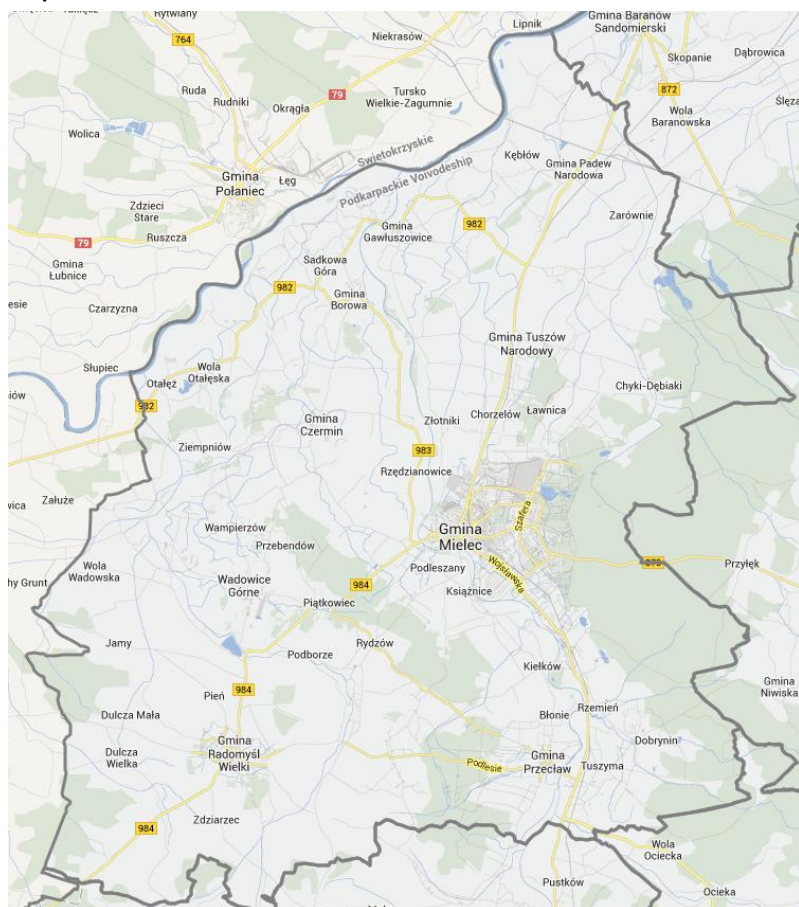 Rytwiany
Lipnik
Gmina Baranów
Sandomierski
764
Niekrasów
Skopanie
Dąbrowica
Ruda
79
Tursko
Wielkie-Zagumnie
872
Rudniki
Okrągła
Wola
Baranowska
Wolica
Świętokrzyskie
Kębłów
Gmina Padew
Narodowa
Gmina
Połaniec
Łęg
Podkarpackie Voivodeship
Zdzieci
Stare
Zarównie
Ruszcza
Gmina
Gawłuszowice
982
79
Gmina
Łubnice
Sadkowa
Góra
982
Gmina
Borowa
Czarzyzna
Gmina Tuszów
Narodowy
Słupiec
Wola
Otałęska
Otałęż
Chyki-Dębiaki
982
Gmina
Czermin
Złotniki
Chorzelów
Ławnica
Ziempniów
983
Rzędzianowice
Załuże
Szafera
Wampierzów
Gmina
Mielec
Przebendów
Wola
Wadowska
hy Grunt
Podleszany
Wojsławska
875
Przyłęk
Wadowice
Górne
984
Książnice
Piątkowiec
Jamy
Rydzów
Podborze
Kiełków
Gmina
Niwiska
Pień
984
Rzemień
Dulcza Mała
Błonie
Gmina
Radomyśl
Wielki
Dobrynin
Dulcza
Wielka
Podlesie
Gmina
Przecław
Tuszyma
Zdziarzec
984
Wola
Ociecka
Pustków
Ocieka